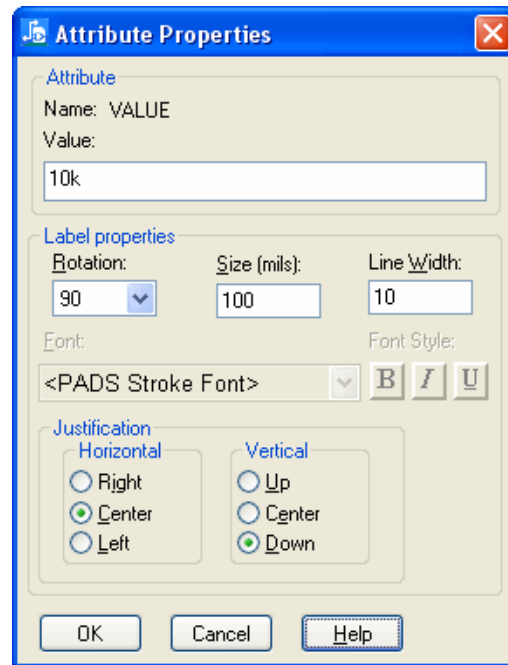 Attribute Properties
Attribute
Name: VALUE
Value:
10k
Label properties
Rotation: Size (mils): Line Width:
90 100 10
Font: Font Style:
<PADS Stroke Font> B I U
Justification
Horizontal Vertical
Right Up
Center Center
Left Down
OK Cancel Help